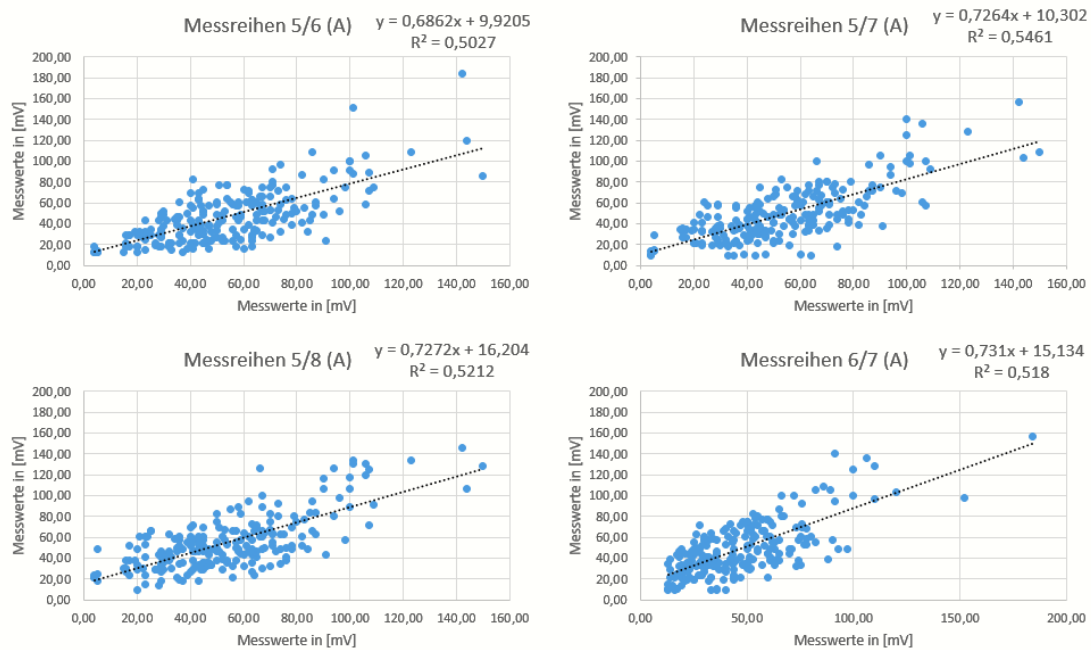 Messreihen 5/6 (A)
y = 0,6862x + 9,9205
R² = 0,5027
Messwerte in [mV]
200,00
180,00
160,00
140,00
120,00
100,00
80,00
60,00
40,00
20,00
0,00
0,00 20,00 40,00 60,00 80,00 100,00 120,00 140,00 160,00
Messwerte in [mV]
Messreihen 5/7 (A)
y = 0,7264x + 10,302
R² = 0,5461
Messwerte in [mV]
200,00
180,00
160,00
140,00
120,00
100,00
80,00
60,00
40,00
20,00
0,00
0,00 20,00 40,00 60,00 80,00 100,00 120,00 140,00 160,00
Messwerte in [mV]
Messreihen 5/8 (A)
y = 0,7272x + 16,204
R² = 0,5212
Messwerte in [mV]
200,00
180,00
160,00
140,00
120,00
100,00
80,00
60,00
40,00
20,00
0,00
0,00 20,00 40,00 60,00 80,00 100,00 120,00 140,00 160,00
Messwerte in [mV]
Messreihen 6/7 (A)
y = 0,731x + 15,134
R² = 0,518
Messwerte in [mV]
200,00
180,00
160,00
140,00
120,00
100,00
80,00
60,00
40,00
20,00
0,00
0,00 50,00 100,00 150,00 200,00
Messwerte in [mV]